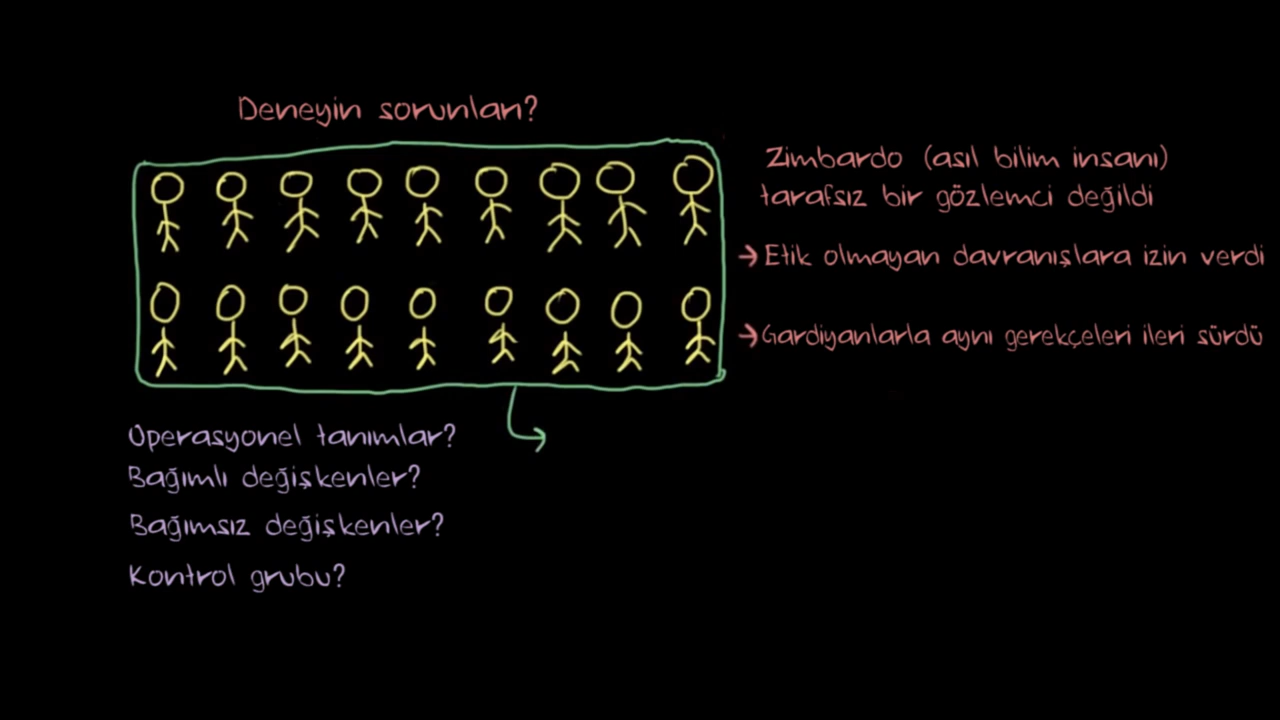 Deneyin sorunları?
Zimbardo (asıl bilim insanı)
tarafsız bir gözlemci değildi
→ Etik olmayan davranışlara izin verdi
→ Gardiyanlarla aynı gerekçeleri ileri sürdü
Operasyonel tanımlar?
Bağımlı değişkenler?
Bağımsız değişkenler?
Kontrol grubu?